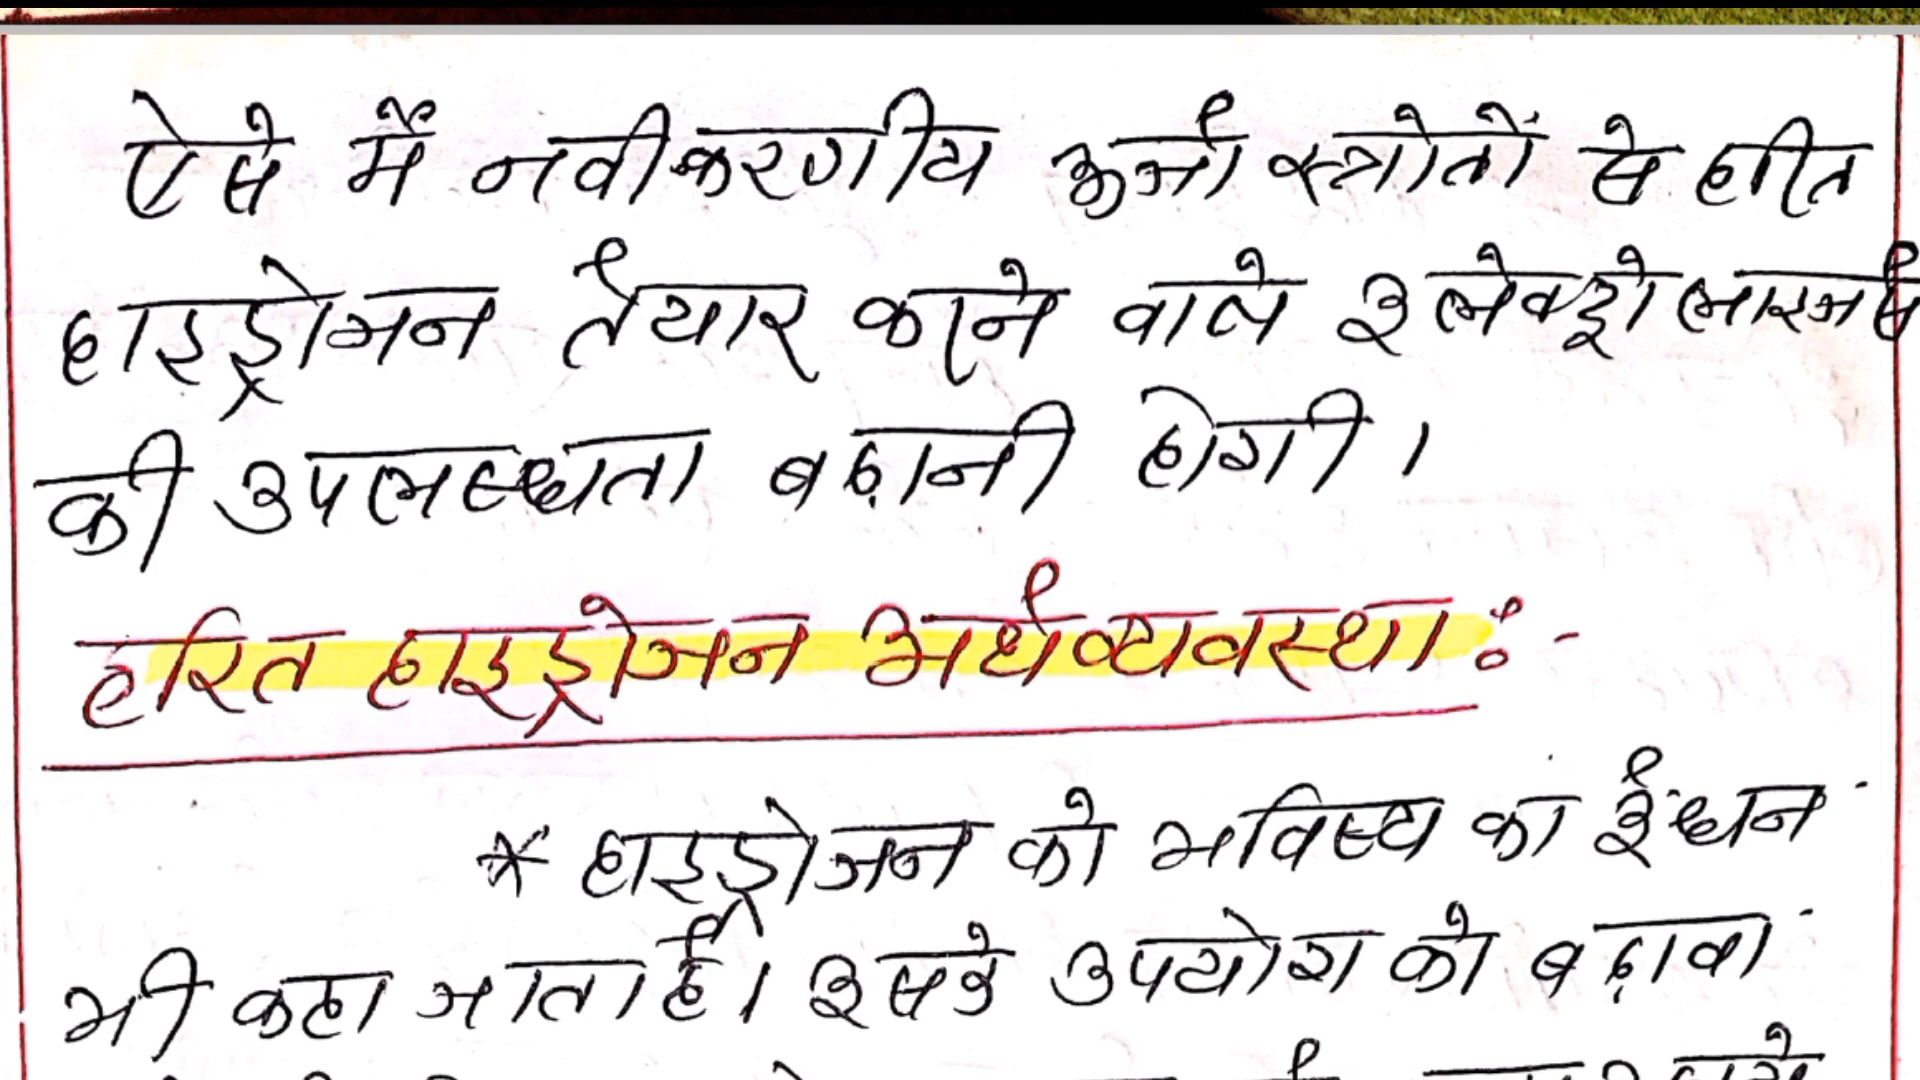 ऐसे में नवीकरणीय ऊर्जा स्त्रोतों से हरित
हाइड्रोजन तैयार करने वाले इलेक्ट्रोलाइजर्स
की उपलब्धता बढ़ानी होगी।
हरित हाइड्रोजन अर्थव्यवस्था :-
* हाइड्रोजन को भविष्य का ईंधन
भी कहा जाता है। इसके उपयोग को बढ़ावा